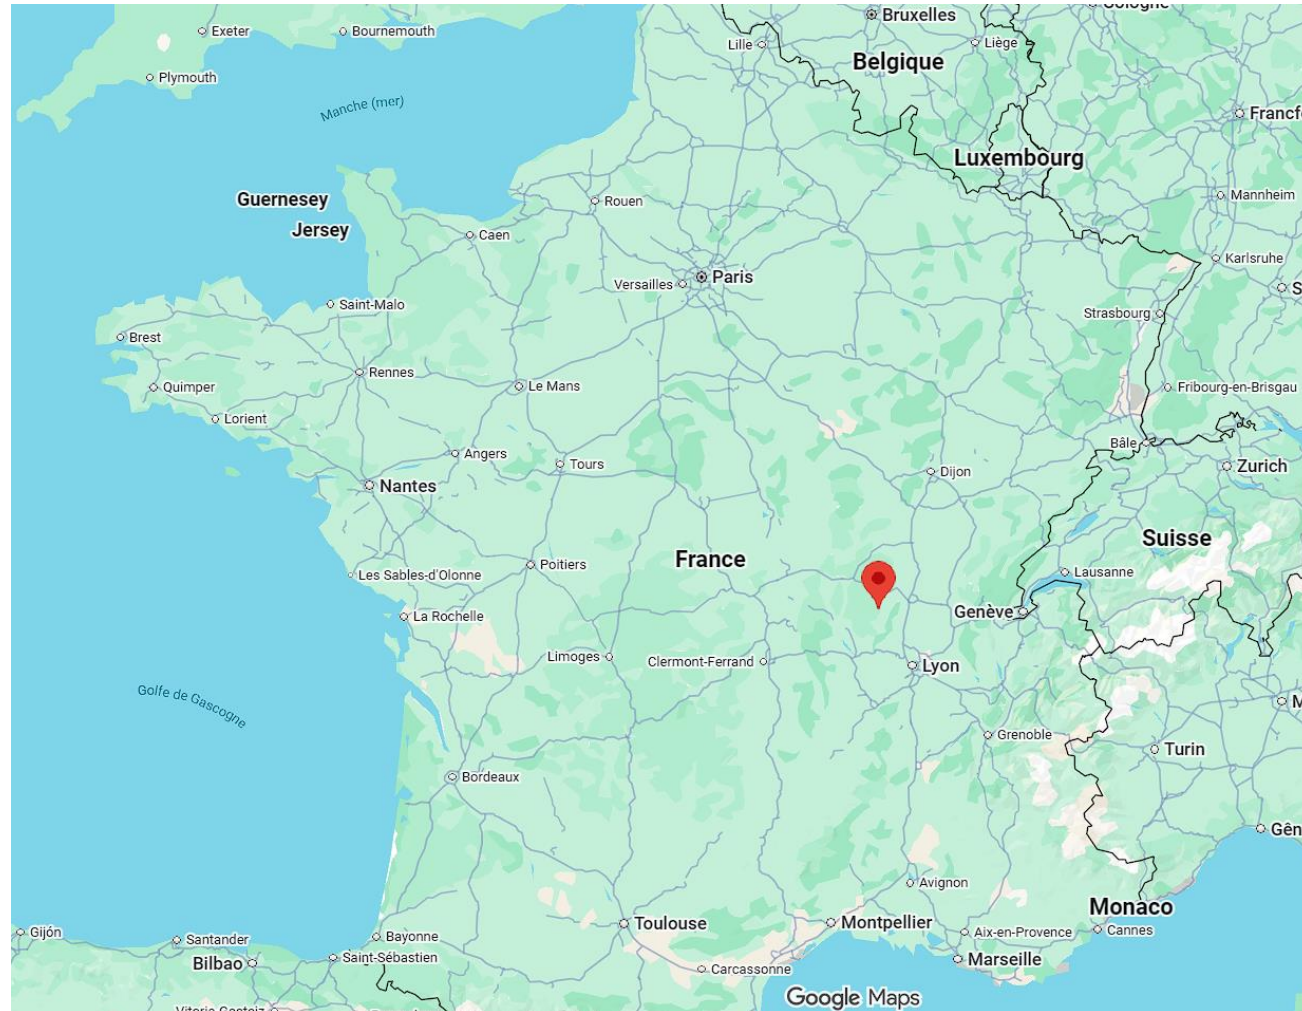 Cologne
Bruxelles
Exeter
Bournemouth
Lille
Liège
Belgique
Plymouth
Manche (mer)
Francf
Luxembourg
Mannheim
Guernesey
Rouen
Jersey
Caen
Karlsruhe
Paris
Versailles
S
Saint-Malo
Strasbourg
Brest
Rennes
Le Mans
Quimper
Fribourg-en-Brisgau
Lorient
Bâle
Angers
Tours
Zurich
Dijon
Nantes
Suisse
France
Poitiers
Lausanne
Les Sables-d'Olonne
Genève
La Rochelle
Limoges
Clermont-Ferrand
Lyon
Golfe de Gascogne
M
Grenoble
Turin
Bordeaux
Gên
Avignon
Monaco
Toulouse
Montpellier
Cannes
Gijón
Santander
Bayonne
Aix-en-Provence
Saint-Sébastien
Bilbao
Marseille
Carcassonne
Google Maps